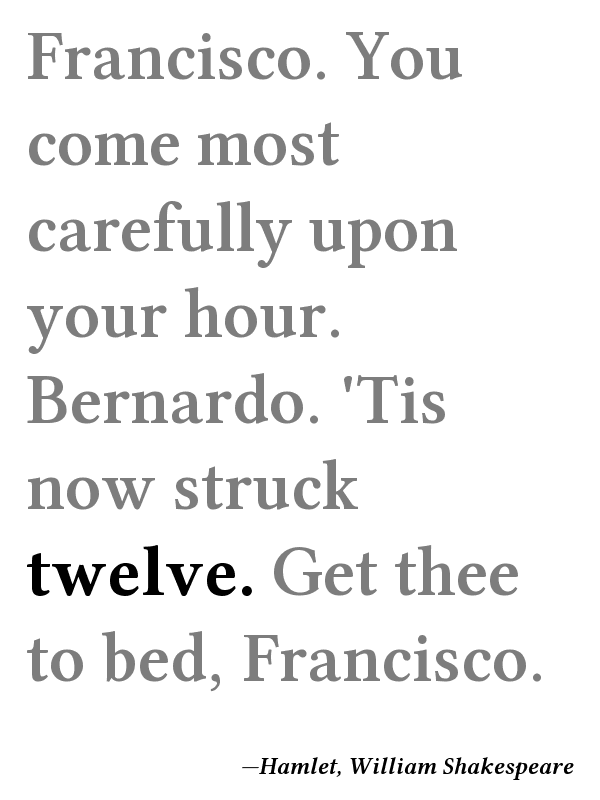 Francisco. You
come most
carefully upon
your hour.
Bernardo. 'Tis
now struck
twelve. Get thee
to bed, Francisco.
—Hamlet, William Shakespeare